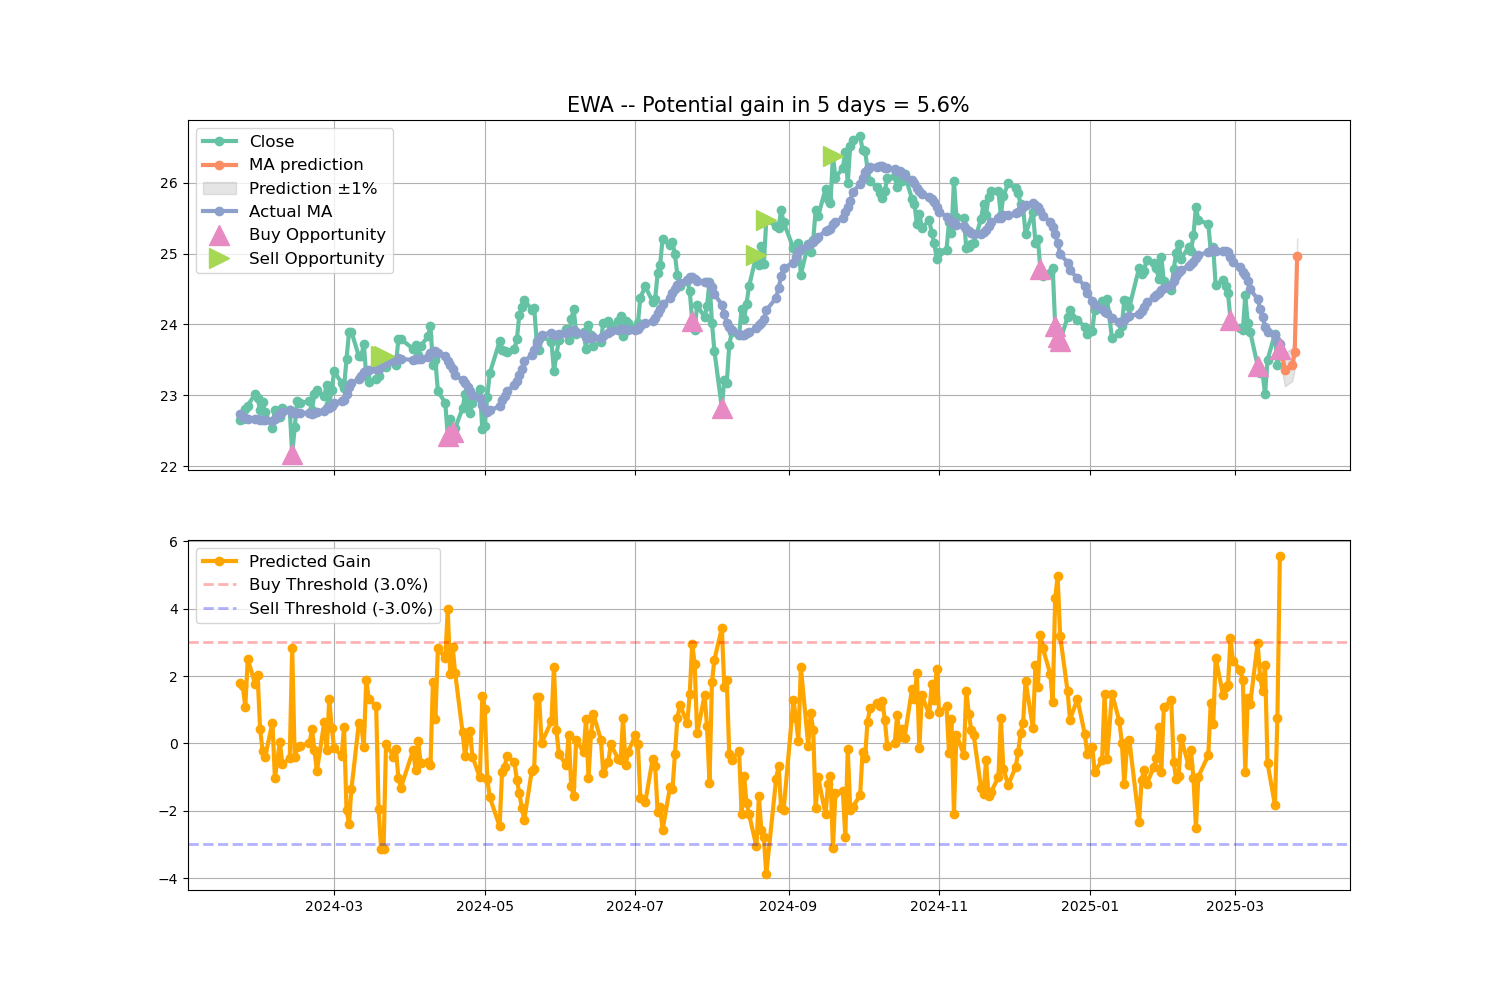 EWA -- Potential gain in 5 days = 5.6%
Close
MA prediction
Prediction ±1%
Actual MA
Buy Opportunity
Sell Opportunity
26
25
24
23
22
6
4
2
0
−2
−4
Predicted Gain
Buy Threshold (3.0%)
Sell Threshold (-3.0%)
2024-03
2024-05
2024-07
2024-09
2024-11
2025-01
2025-03